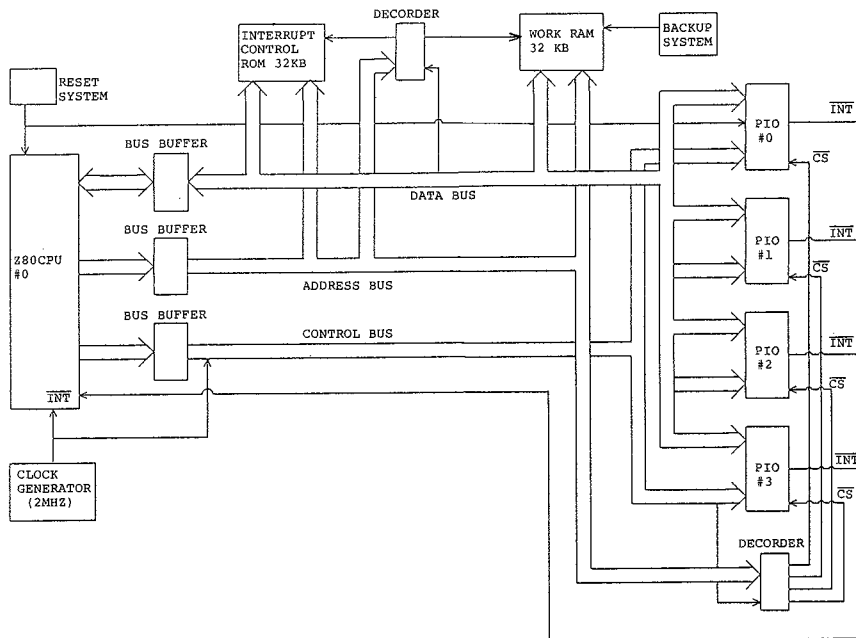 DECORDER
INTERRUPT
CONTROL
ROM 32KB
WORK RAM
32 KB
BACKUP
SYSTEM
RESET
SYSTEM
BUS BUFFER
PIO
#0
INT
CS
DATA BUS
Z80CPU
#0
BUS BUFFER
PIO
#1
INT
CS
ADDRESS BUS
BUS BUFFER
CONTROL BUS
PIO
#2
INT
CS
INT
CLOCK
GENERATOR
(2MHZ)
PIO
#3
INT
CS
DECORDER